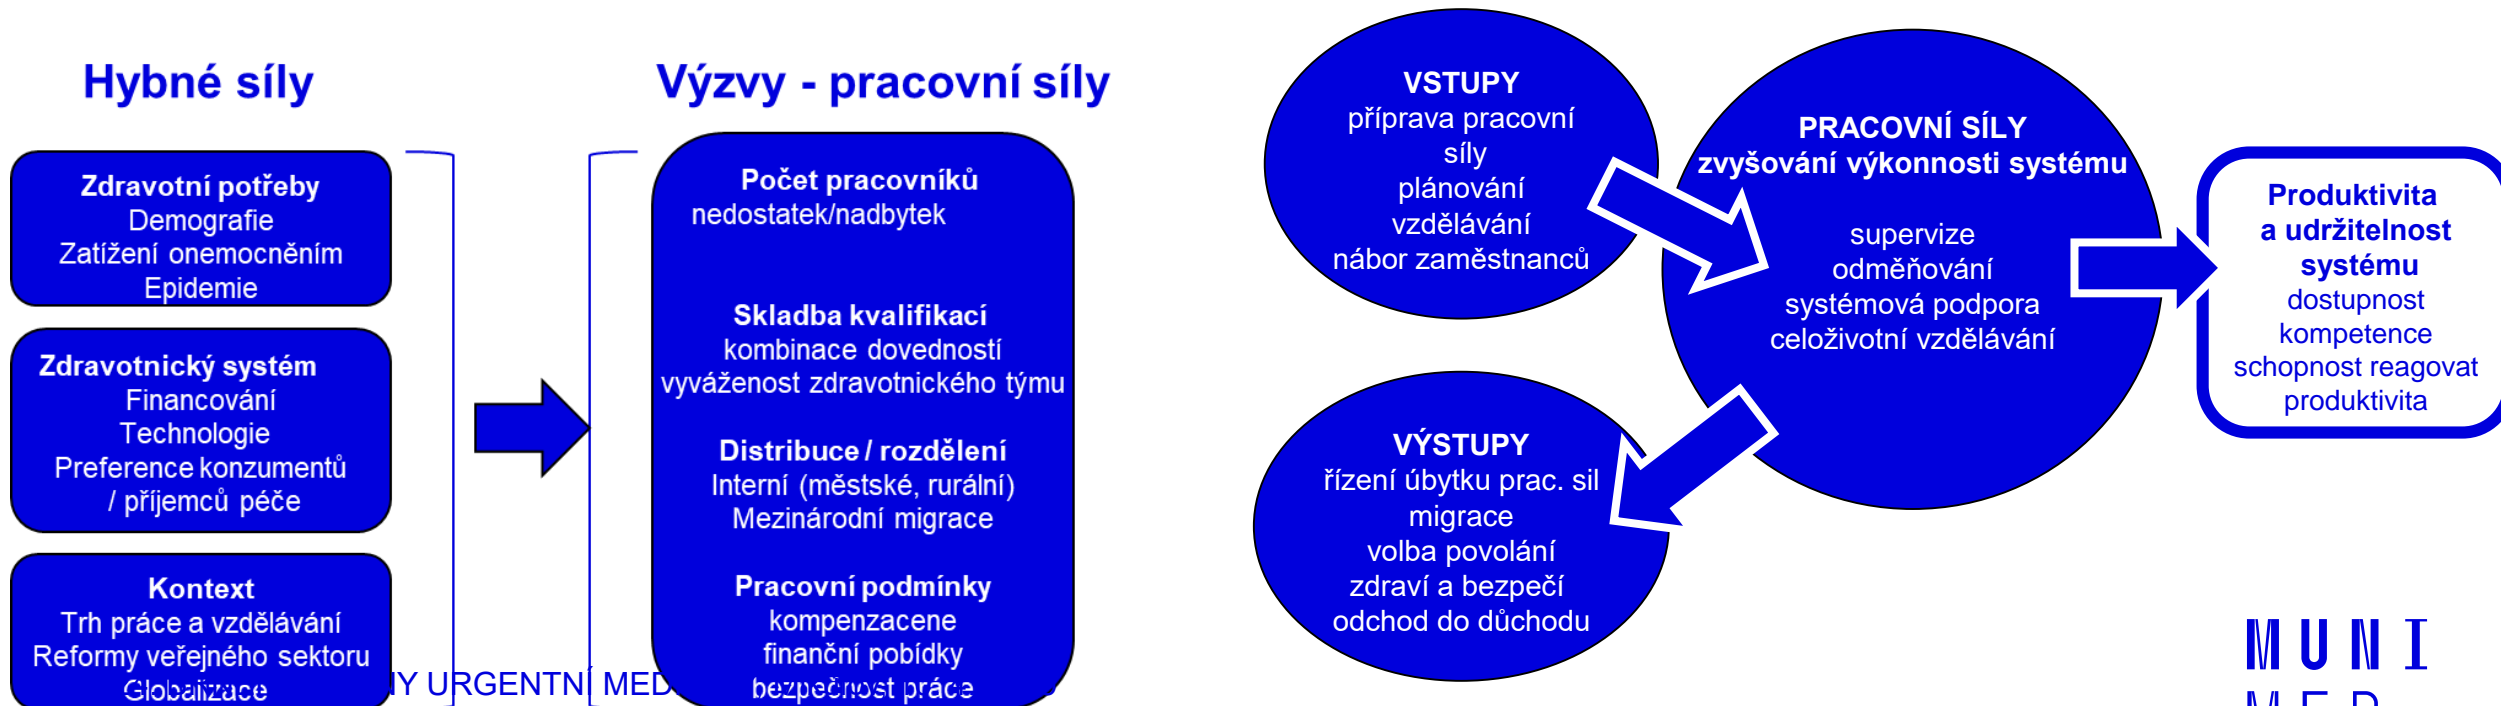 Hybné síly
Zdravotní potřeby
Demografie
Zatížení onemocněním
Epidemie
Zdravotnický systém
Financování
Technologie
Preference konzumentů
/ příjemců péče
Kontext
Trh práce a vzdělávání
Reformy veřejného sektoru
Globalizace
Výzvy - pracovní síly
Počet pracovníků
nedostatek/nadbytek
Skladba kvalifikací
kombinace dovedností
vyváženost zdravotnického týmu
Distribuce / rozdělení
Interní (městské, rurální)
Mezinárodní migrace
Pracovní podmínky
kompenzacene
finanční pobídky
bezpečnost práce
URGENTNÍ
VSTUPY
příprava pracovní
síly
plánování
vzdělávání
nábor zaměstnanců
PRACOVNÍ SÍLY
zvyšování výkonnosti systému
supervize
odměňování
systémová podpora
celoživotní vzdělávání
VÝSTUPY
řízení úbytku prac. sil
migrace
volba povolání
zdraví a bezpečí
odchod do důchodu
Produktivita
a udržitelnost
systému
dostupnost
kompetence
schopnost reagovat
produktivita
MUNI
MED